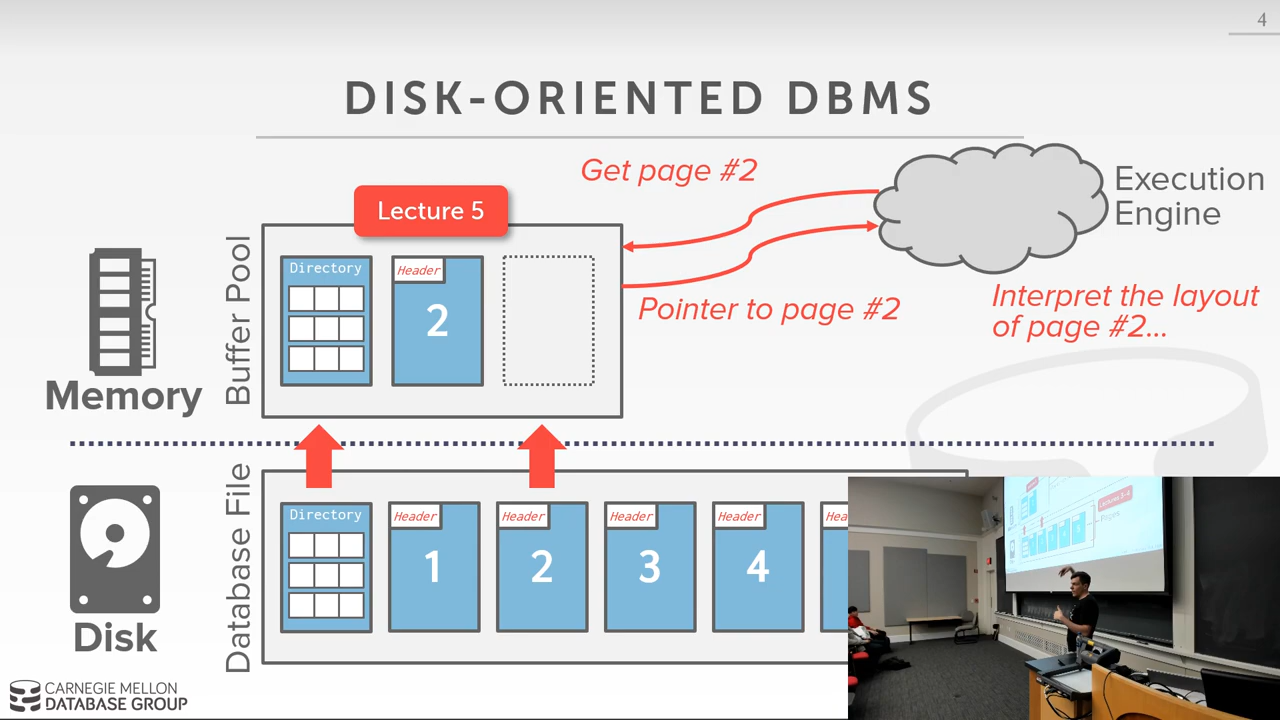 4
DISK-ORIENTED DBMS
Get page #2
Execution
Engine
Lecture 5
Pointer to page #2
Interpret the layout
of page #2...
Memory
Buffer Pool
Directory
Header
2
Disk
Database File
Directory
Header
1
Header
2
Header
3
Header
4
CARNEGIE MELLON
DATABASE GROUP